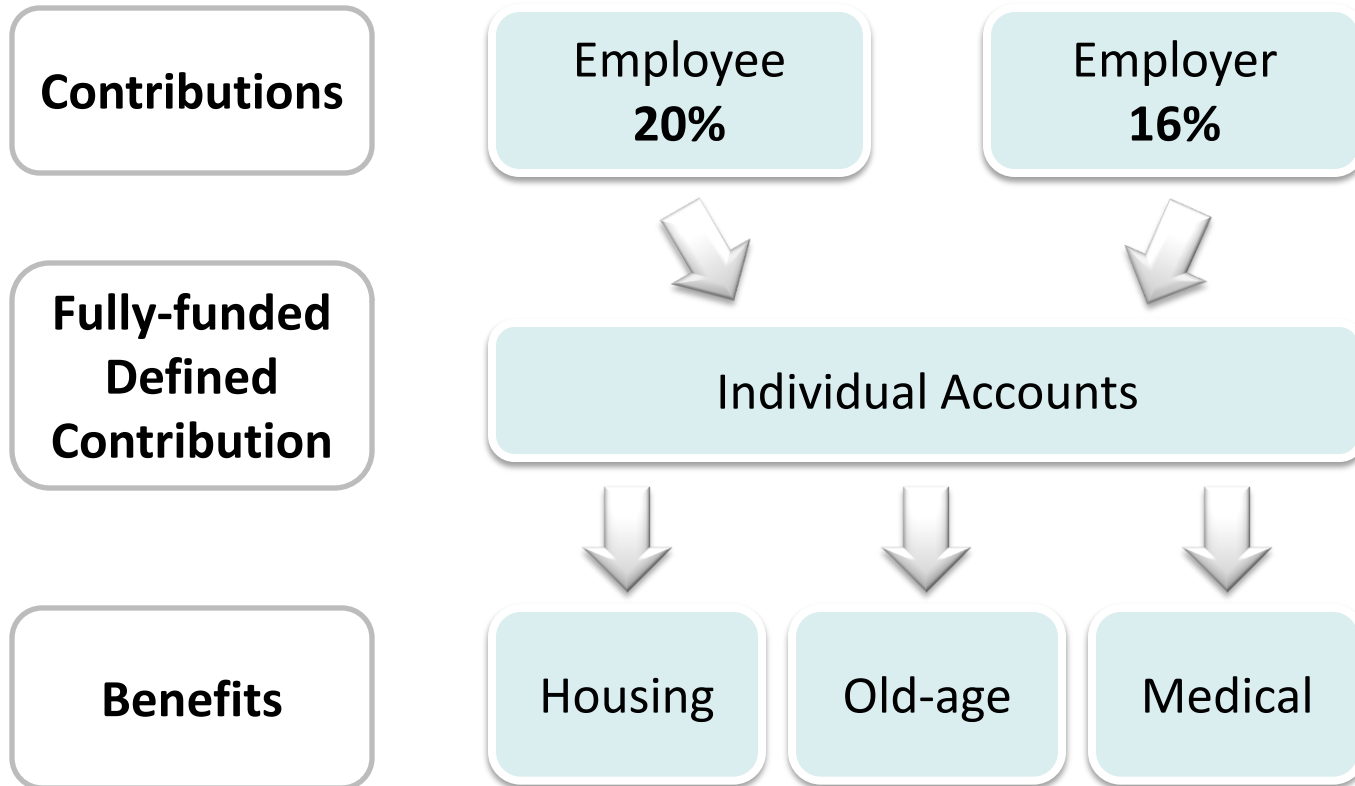 Contributions
Employee
20%
Employer
16%
Fully-funded
Defined
Contribution
Individual Accounts
Benefits
Housing
Old-age
Medical